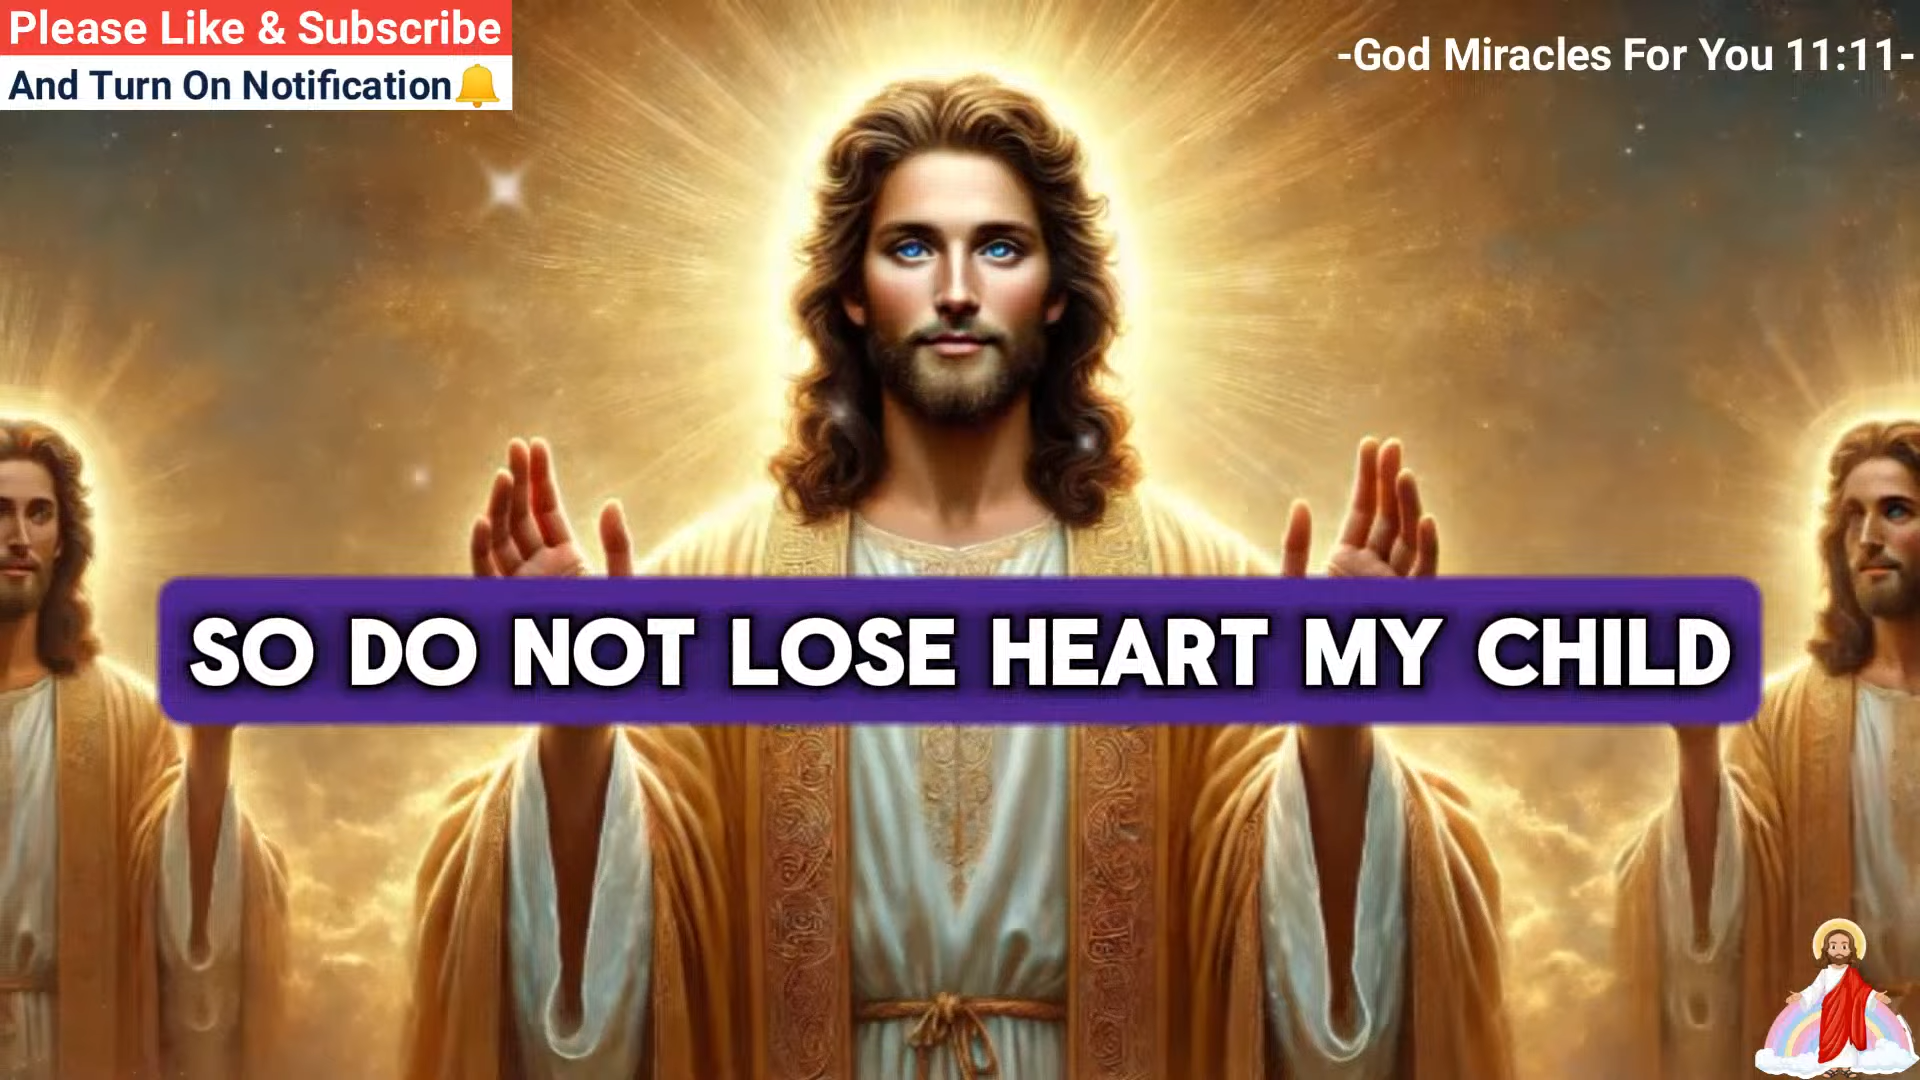 Please Like & Subscribe
And Turn On Notification🔔
-God Miracles For You 11:11-
SO DO NOT LOSE HEART MY CHILD